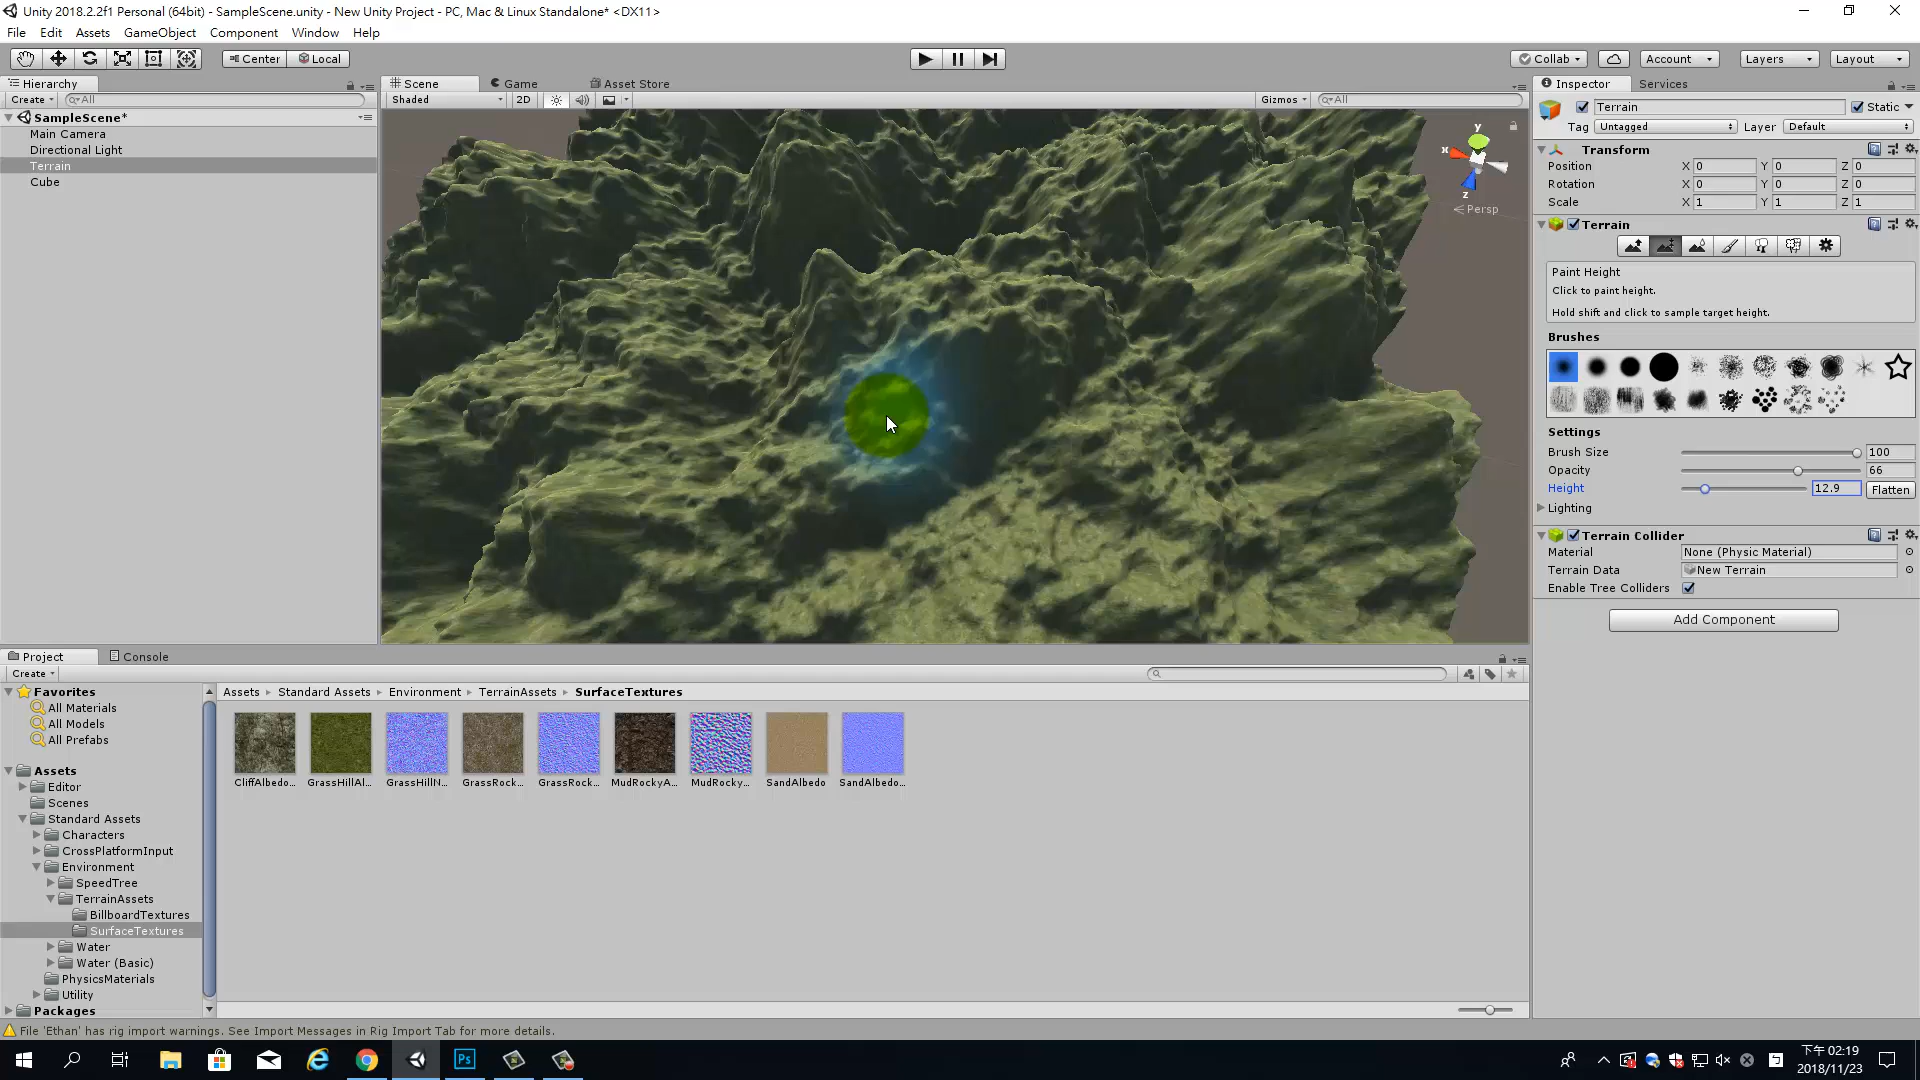 Unity 2018.2.2f1 Personal (64bit) - SampleScene.unity - New Unity Project - PC, Mac & Linux Standalone* <DX11>
File Edit Assets GameObject Component Window Help
Center Local Collab Account Layers Layout
Hierarchy
Create All
SampleScene*
Main Camera
Directional Light
Terrain
Cube
Scene Game Asset Store
Shaded 2D Gizmos All
y
x
z
Persp
Inspector Services
Terrain Static
Tag Untagged Layer Default
Transform
Position X 0 Y 0 Z 0
Rotation X 0 Y 0 Z 0
Scale X 1 Y 1 Z 1
Terrain
Paint Height
Click to paint height.
Hold shift and click to sample target height.
Brushes
Settings
Brush Size 100
Opacity 66
Height 12.9 Flatten
Lighting
Terrain Collider
Material None (Physic Material)
Terrain Data New Terrain
Enable Tree Colliders
Add Component
Project Console
Create
Favorites
All Materials
All Models
All Prefabs
Assets
Editor
Scenes
Standard Assets
Characters
CrossPlatformInput
Environment
SpeedTree
TerrainAssets
BillboardTextures
SurfaceTextures
Water
Water (Basic)
PhysicsMaterials
Utility
Packages
Assets Standard Assets Environment TerrainAssets SurfaceTextures
CliffAlbedo... GrassHillAl... GrassHillN... GrassRock... GrassRock... MudRockyA... MudRocky... SandAlbedo SandAlbedo...
File 'Ethan' has rig import warnings. See Import Messages in Rig Import Tab for more details.
Ps
下午 02:19
2018/11/23